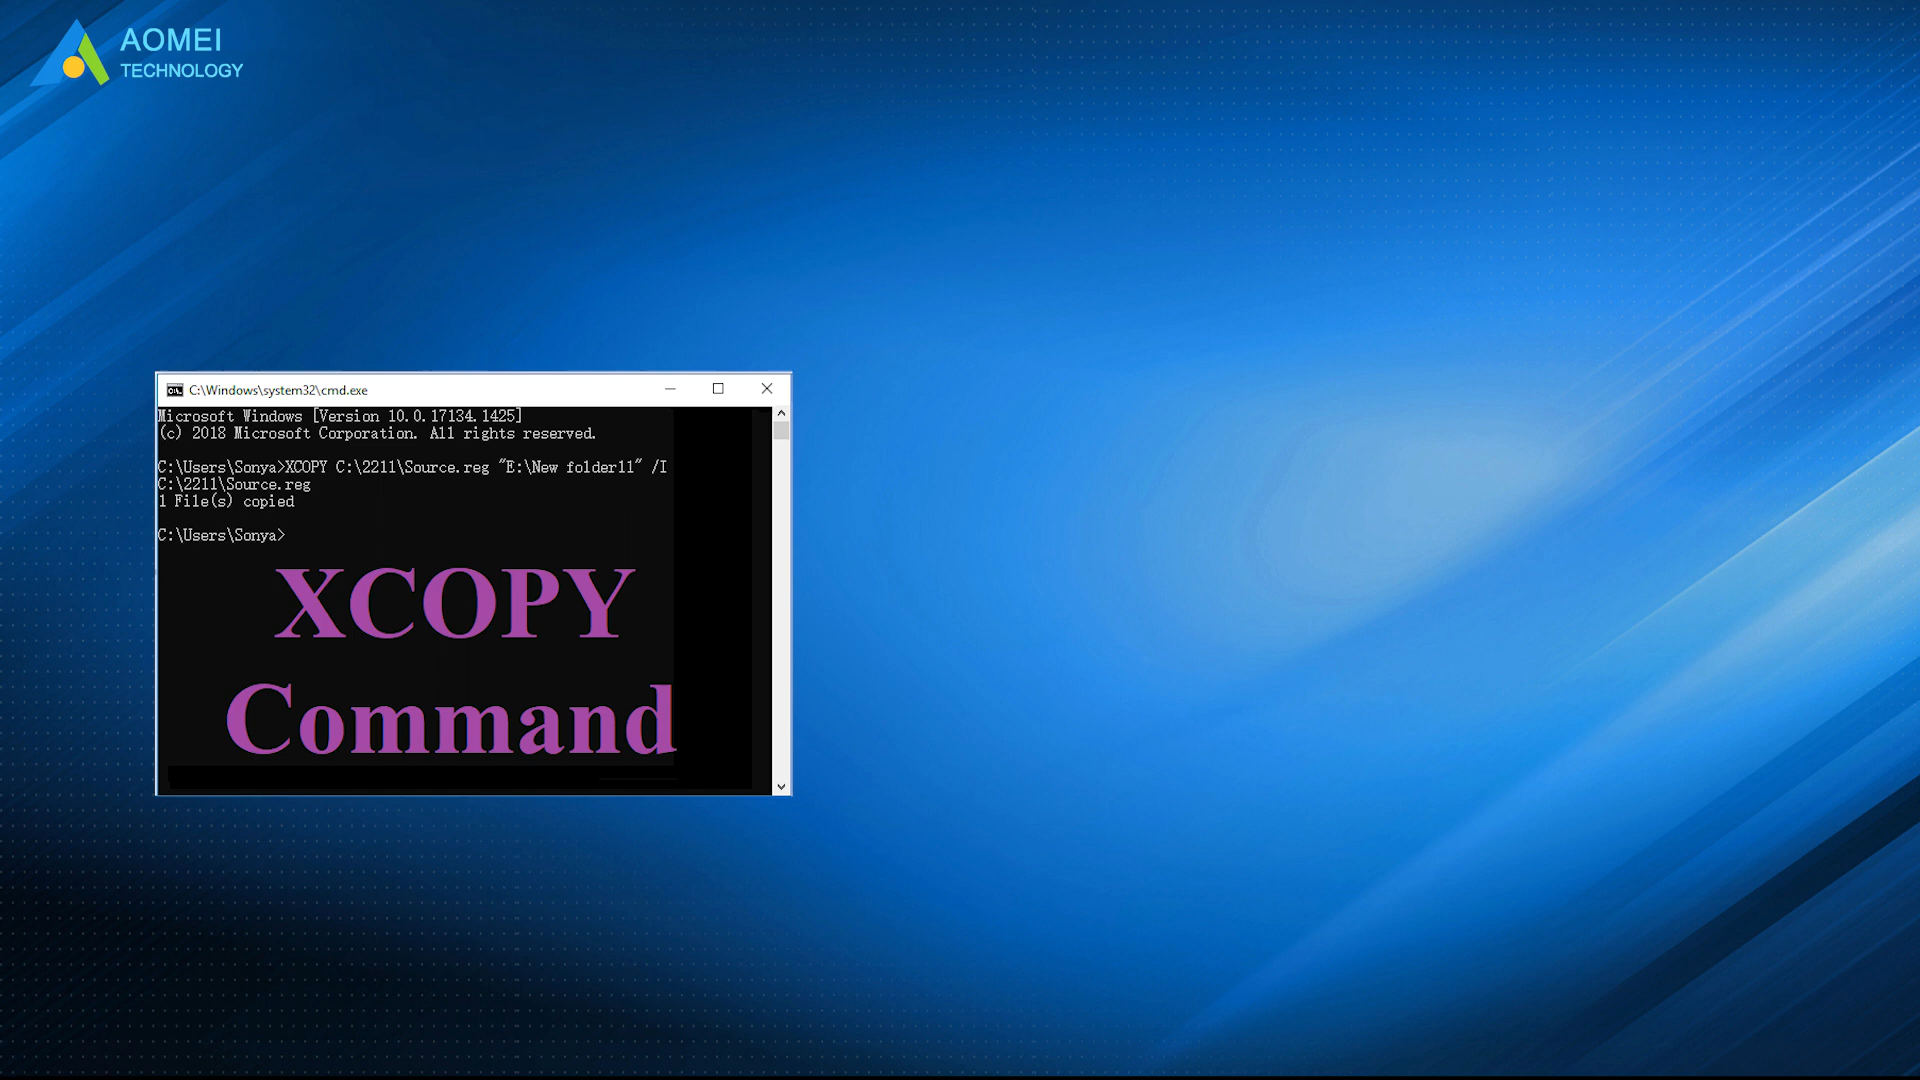 AOMEI
TECHNOLOGY
C:\Windows\system32\cmd.exe
Microsoft Windows [Version 10.0.17134.1425]
(c) 2018 Microsoft Corporation. All rights reserved.
C:\Users\Sonya>XCOPY C:\2211\Source.reg "E:\New folder11" /I
C:\2211\Source.reg
1 File(s) copied
C:\Users\Sonya>
XCOPY
Command